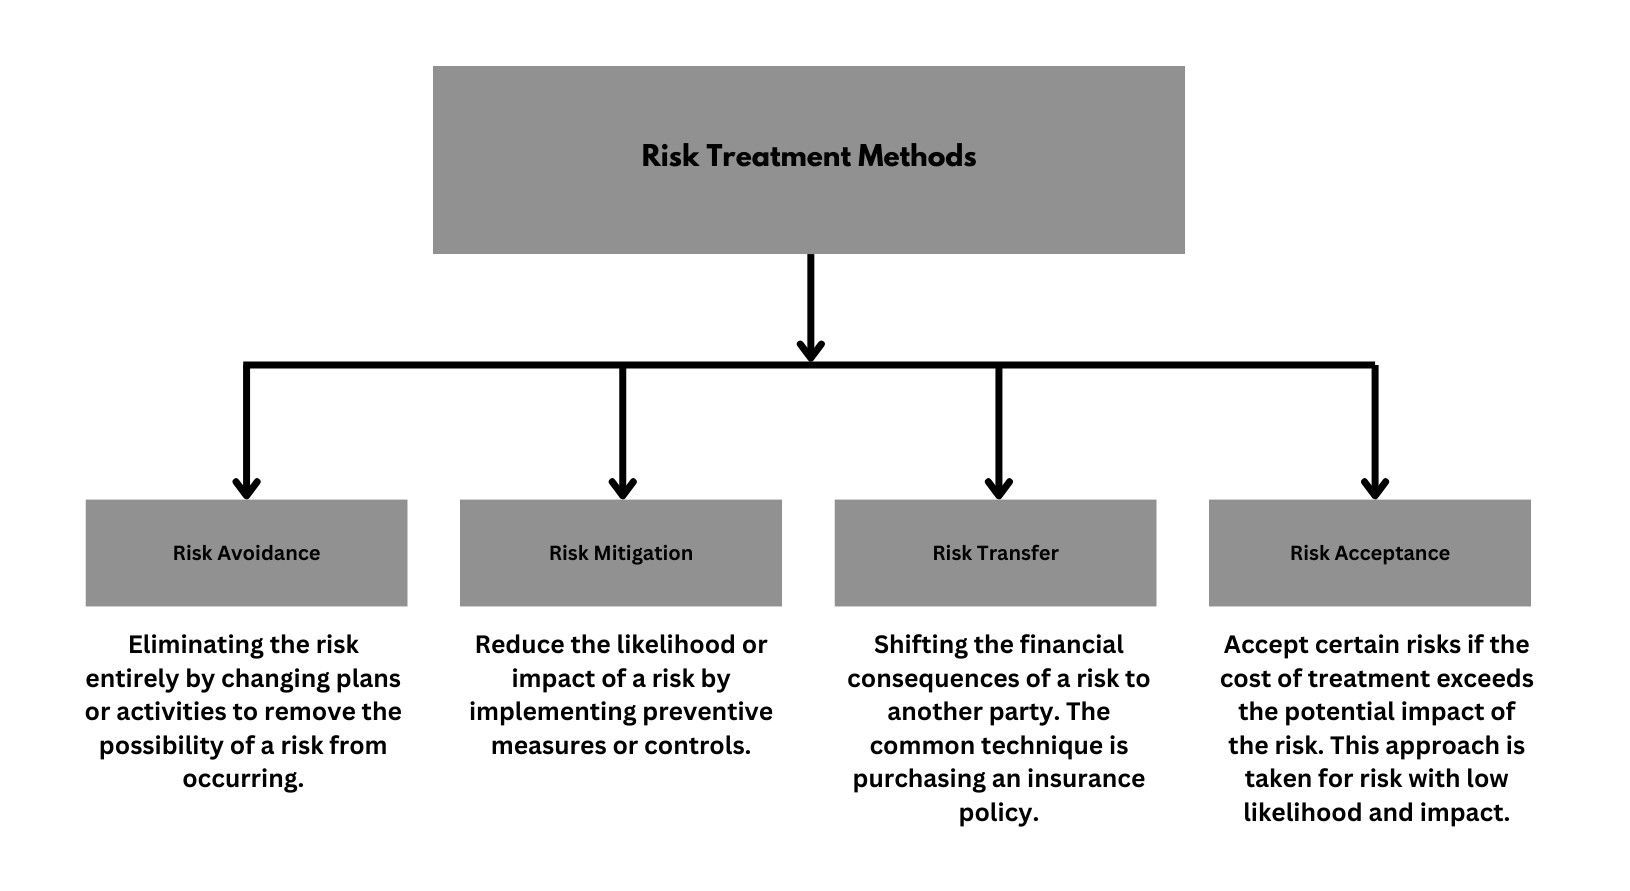 Risk Treatment Methods
Risk Avoidance
Eliminating the risk
entirely by changing plans
or activities to remove the
possibility of a risk from
occurring.
Risk Mitigation
Reduce the likelihood or
impact of a risk by
implementing preventive
measures or controls.
Risk Transfer
Shifting the financial
consequences of a risk to
another party. The
common technique is
purchasing an insurance
policy.
Risk Acceptance
Accept certain risks if the
cost of treatment exceeds
the potential impact of
the risk. This approach is
taken for risk with low
likelihood and impact.